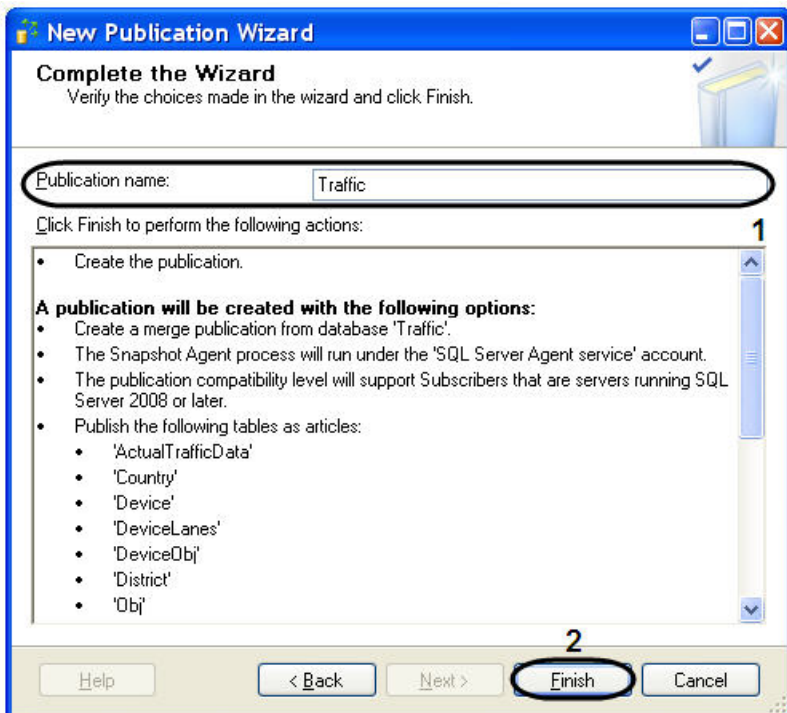 New Publication Wizard
Complete the Wizard
Verify the choices made in the wizard and click Finish.
Publication name:
Traffic
Click Finish to perform the following actions:
1
• Create the publication.
A publication will be created with the following options:
• Create a merge publication from database 'Traffic'.
• The Snapshot Agent process will run under the 'SQL Server Agent service' account.
• The publication compatibility level will support Subscribers that are servers running SQL
Server 2008 or later.
• Publish the following tables as articles:
• 'ActualTrafficData'
• 'Country'
• 'Device'
• 'DeviceLanes'
• 'DeviceObj'
• 'District'
• 'Obj'
2
Help
< Back
Next >
Finish
Cancel